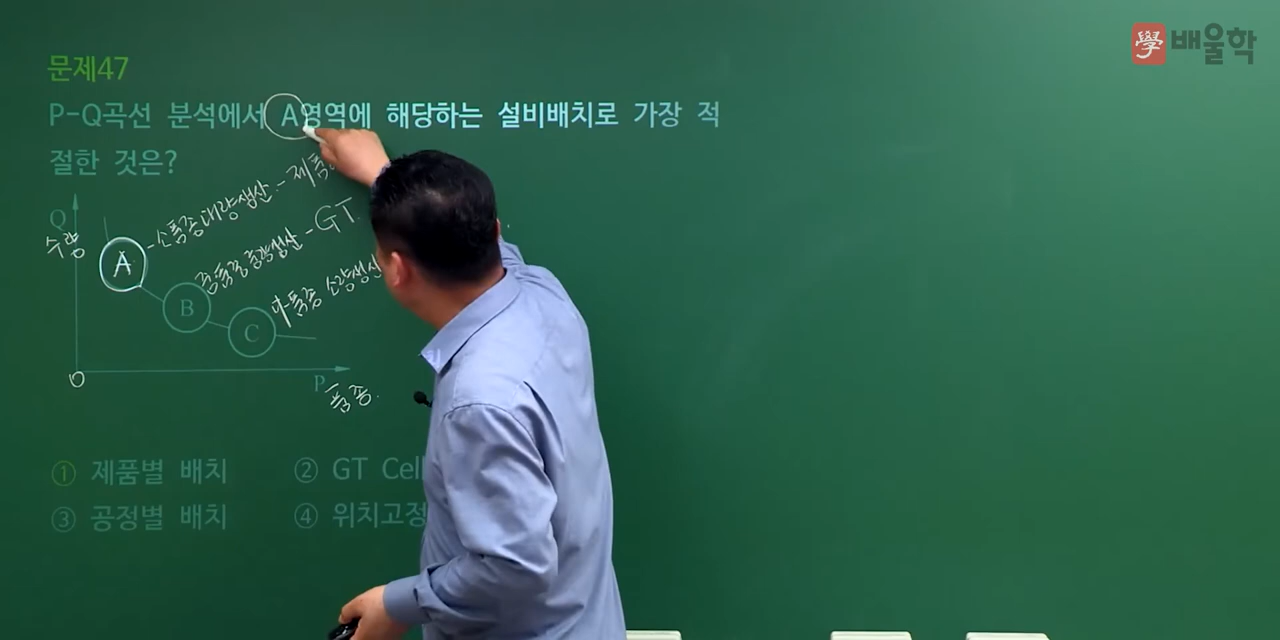 學 배울학
문제47
P-Q곡선 분석에서 A영역에 해당하는 설비배치로 가장 적
절한 것은?
Q
수량
A - 소품종대량생산 - 제품
B 중품종중량생산 - GT
C 다품종 소량생산
O
P 품종
① 제품별 배치 ② GT Cell
③ 공정별 배치 ④ 위치고정